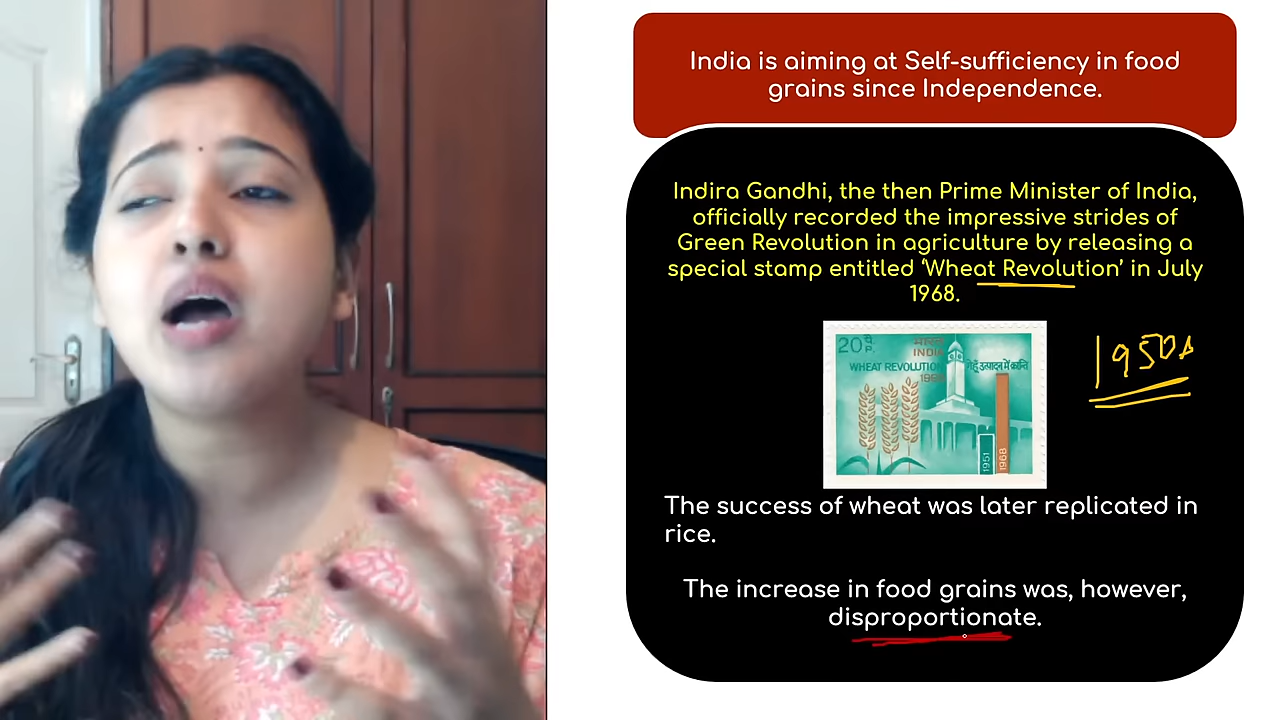 India is aiming at Self-sufficiency in food
grains since Independence.
Indira Gandhi, the then Prime Minister of India,
officially recorded the impressive strides of
Green Revolution in agriculture by releasing a
special stamp entitled ‘Wheat Revolution’ in July
1968.
20 P.
भारत
INDIA
WHEAT REVOLUTION
गेहूँ उत्पादन में क्रान्ति
1968
1951
1968
1950s
The success of wheat was later replicated in
rice.
The increase in food grains was, however,
disproportionate.